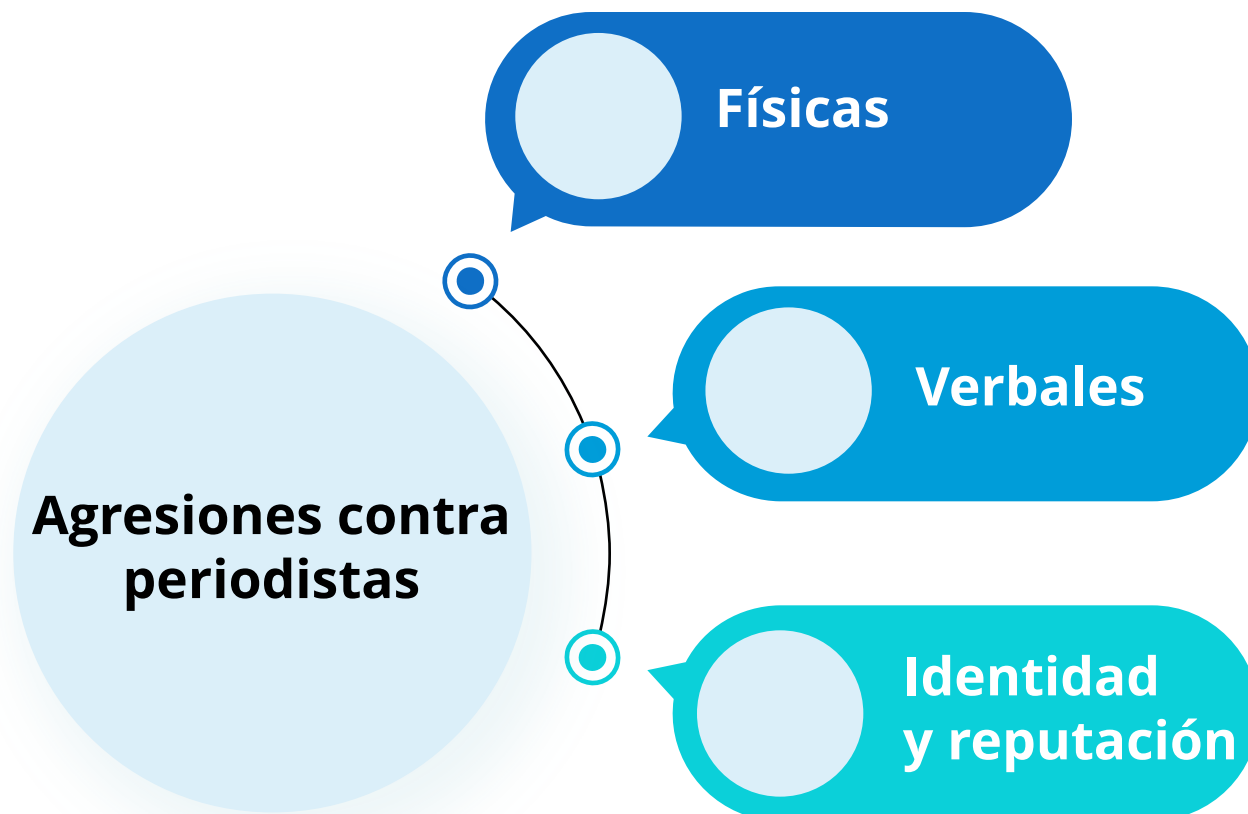 Físicas
Verbales
Agresiones contra
periodistas
Identidad
y reputación